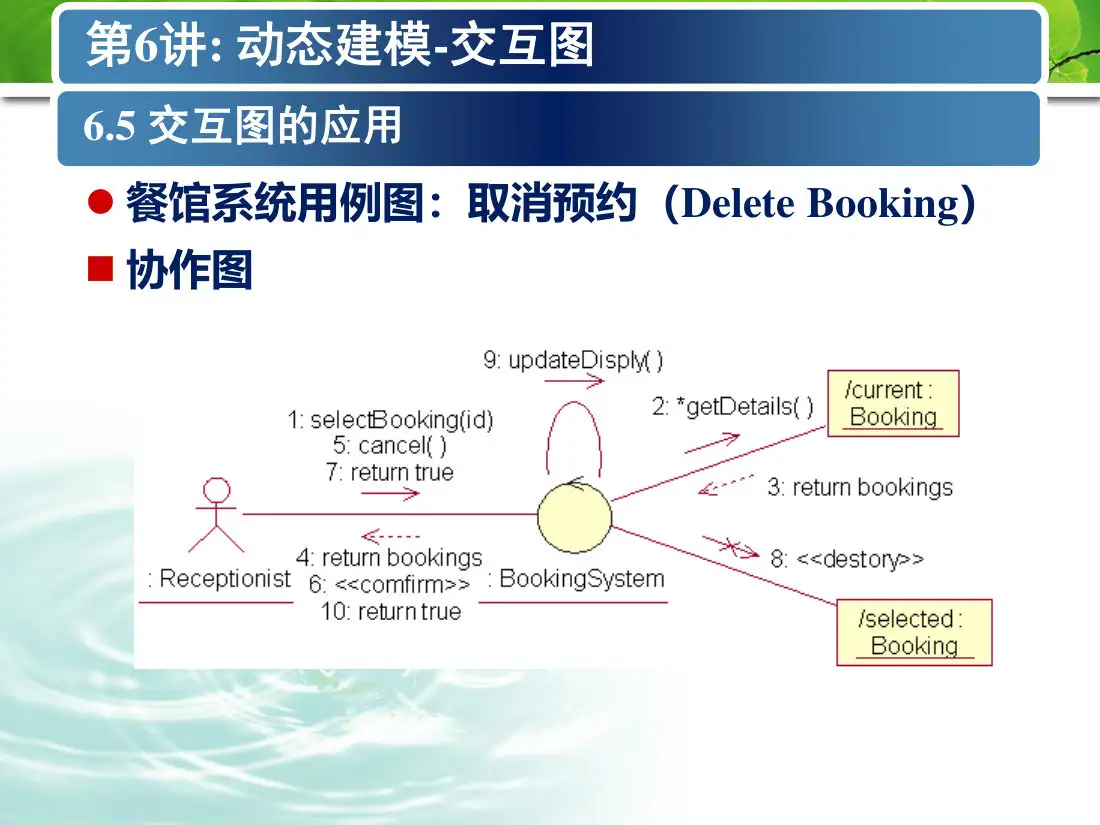 第6讲: 动态建模-交互图
6.5 交互图的应用
餐馆系统用例图：取消预约（Delete Booking）
协作图
9: updateDisply( )
/current :
Booking
2: *getDetails( )
1: selectBooking(id)
5: cancel( )
7: return true
3: return bookings
4: return bookings
6: <<comfirm>>
10: return true
: Receptionist
: BookingSystem
8: <<destory>>
/selected :
Booking